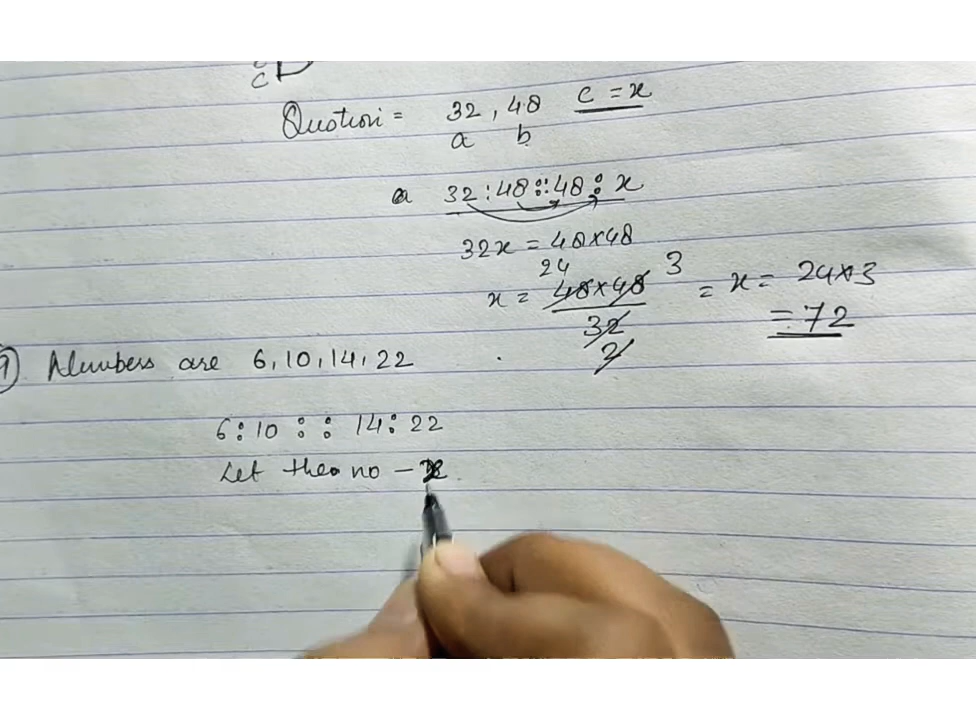 C
Question = 32, 48 c = x
a b
a 32 : 48 :: 48 : x
32x = 48×48
24 3
x = 48×48 = x = 24×3
32 = 72
2
9) Numbers are 6, 10, 14, 22
6 : 10 :: 14 : 22
Let the no - x